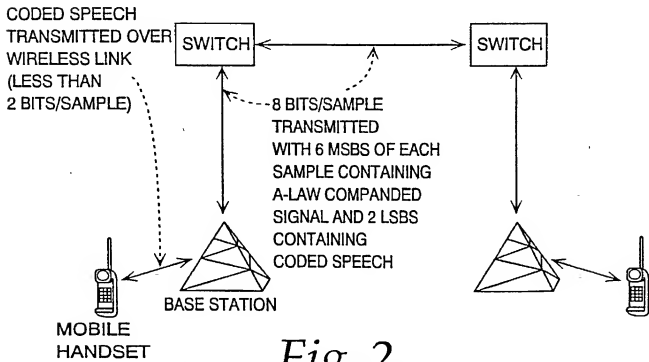 CODED SPEECH
TRANSMITTED OVER
WIRELESS LINK
(LESS THAN
2 BITS/SAMPLE)
SWITCH
SWITCH
8 BITS/SAMPLE
TRANSMITTED
WITH 6 MSBS OF EACH
SAMPLE CONTAINING
A-LAW COMPANDED
SIGNAL AND 2 LSBS
CONTAINING
CODED SPEECH
BASE STATION
MOBILE
HANDSET
Fig. 2